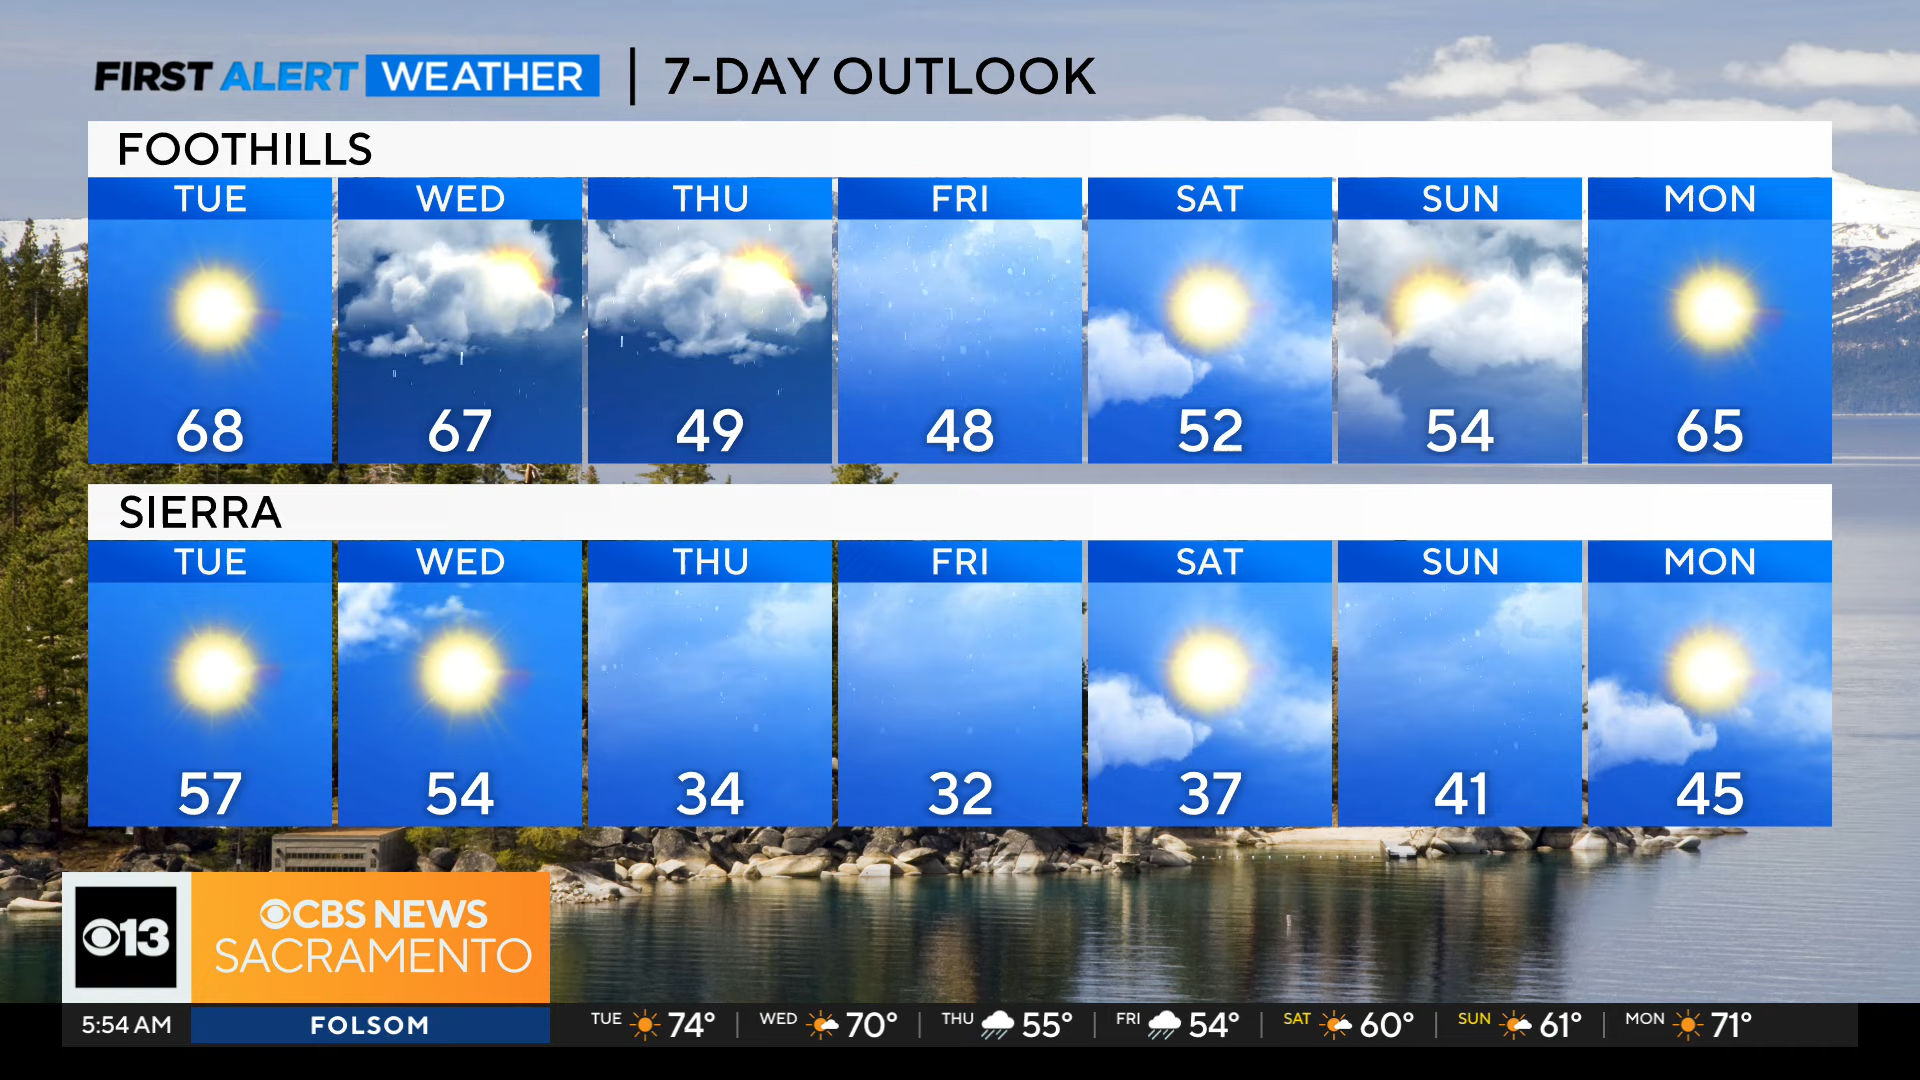 FIRST ALERT WEATHER | 7-DAY OUTLOOK
FOOTHILLS
TUE WED THU FRI SAT SUN MON
68 67 49 48 52 54 65
SIERRA
TUE WED THU FRI SAT SUN MON
57 54 34 32 37 41 45
13 CBS NEWS
SACRAMENTO
5:54 AM FOLSOM TUE 74° | WED 70° | THU 55° | FRI 54° | SAT 60° | SUN 61° | MON 71°